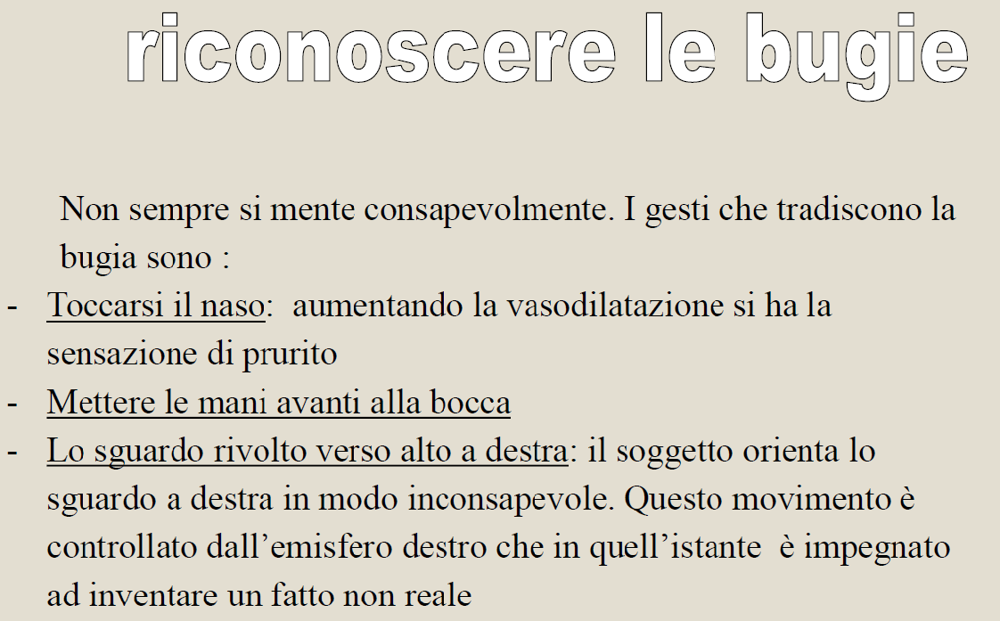 riconoscere le bugie
Non sempre si mente consapevolmente. I gesti che tradiscono la
bugia sono :
- Toccarsi il naso:  aumentando la vasodilatazione si ha la
sensazione di prurito
- Mettere le mani avanti alla bocca
- Lo sguardo rivolto verso alto a destra: il soggetto orienta lo
sguardo a destra in modo inconsapevole. Questo movimento è
controllato dall’emisfero destro che in quell’istante  è impegnato
ad inventare un fatto non reale